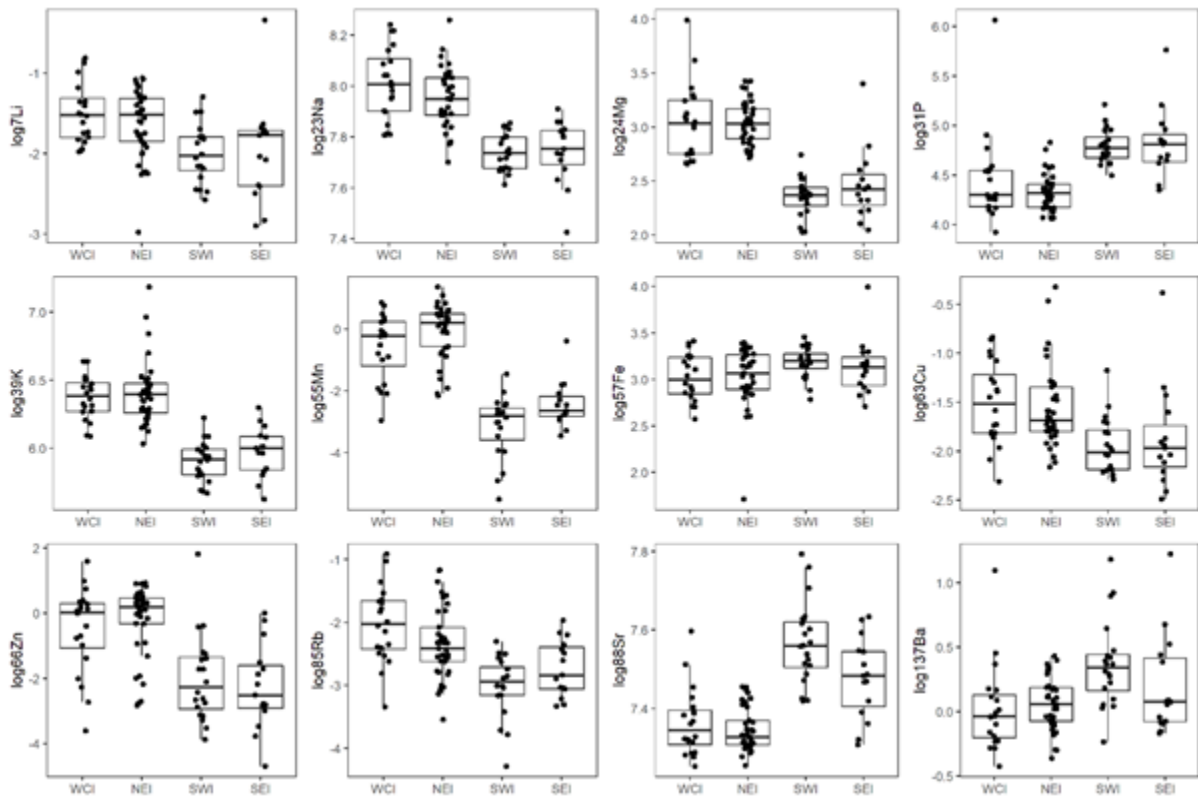 log7Li
-1
-2
-3
WCI NEI SWI SEI
log23Na
8.2
8.0
7.8
7.6
7.4
WCI NEI SWI SEI
log24Mg
4.0
3.5
3.0
2.5
2.0
WCI NEI SWI SEI
log31P
6.0
5.5
5.0
4.5
4.0
WCI NEI SWI SEI
log39K
7.0
6.5
6.0
WCI NEI SWI SEI
log55Mn
0
-2
-4
WCI NEI SWI SEI
log57Fe
4.0
3.5
3.0
2.5
2.0
WCI NEI SWI SEI
log63Cu
-0.5
-1.0
-1.5
-2.0
-2.5
WCI NEI SWI SEI
log66Zn
2
0
-2
-4
WCI NEI SWI SEI
log85Rb
-1
-2
-3
-4
WCI NEI SWI SEI
log88Sr
7.8
7.6
7.4
WCI NEI SWI SEI
log137Ba
1.0
0.5
0.0
-0.5
WCI NEI SWI SEI